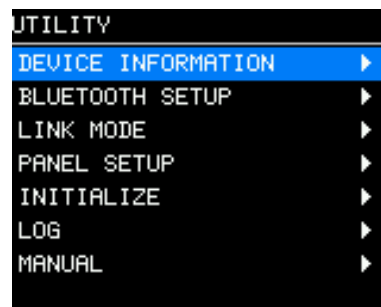 UTILITY
DEVICE INFORMATION
BLUETOOTH SETUP
LINK MODE
PANEL SETUP
INITIALIZE
LOG
MANUAL